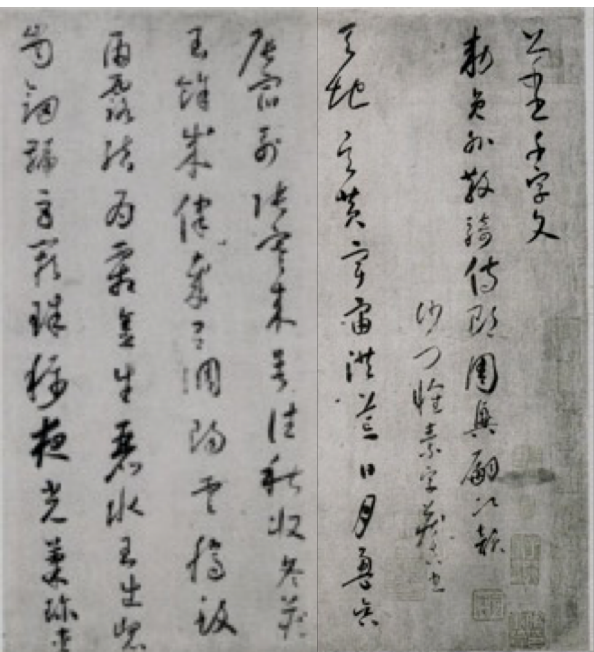 千字文
敕員外散騎侍郎周興嗣次韻
沙門懷素字藏真書
天地玄黃宇宙洪荒日月盈昃
辰宿列張寒來暑往秋收冬藏
閏餘成律歲呂調陽雲騰致
雨露結為霜金生麗水玉出崑
崗劍號巨闕珠稱夜光菓珍李